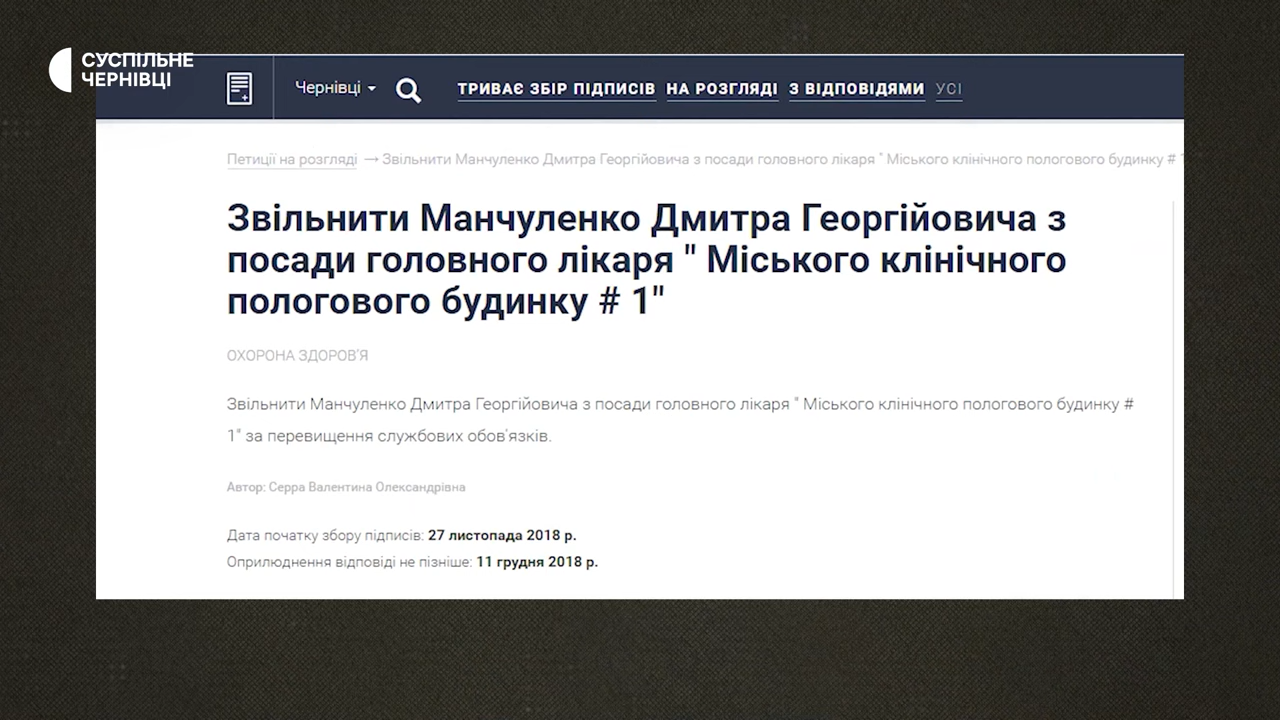 СУСПІЛЬНЕ
ЧЕРНІВЦІ
Чернівці
ТРИВАЄ ЗБІР ПІДПИСІВ НА РОЗГЛЯДІ З ВІДПОВІДЯМИ УСІ
Петиції на розгляді → Звільнити Манчуленко Дмитра Георгійовича з посади головного лікаря " Міського клінічного пологового будинку # 1
Звільнити Манчуленко Дмитра Георгійовича з
посади головного лікаря " Міського клінічного
пологового будинку # 1"
ОХОРОНА ЗДОРОВ'Я
Звільнити Манчуленко Дмитра Георгійовича з посади головного лікаря " Міського клінічного пологового будинку #
1" за перевищення службових обов'язків.
Автор: Серра Валентина Олександрівна
Дата початку збору підписів: 27 листопада 2018 р.
Оприлюднення відповіді не пізніше: 11 грудня 2018 р.